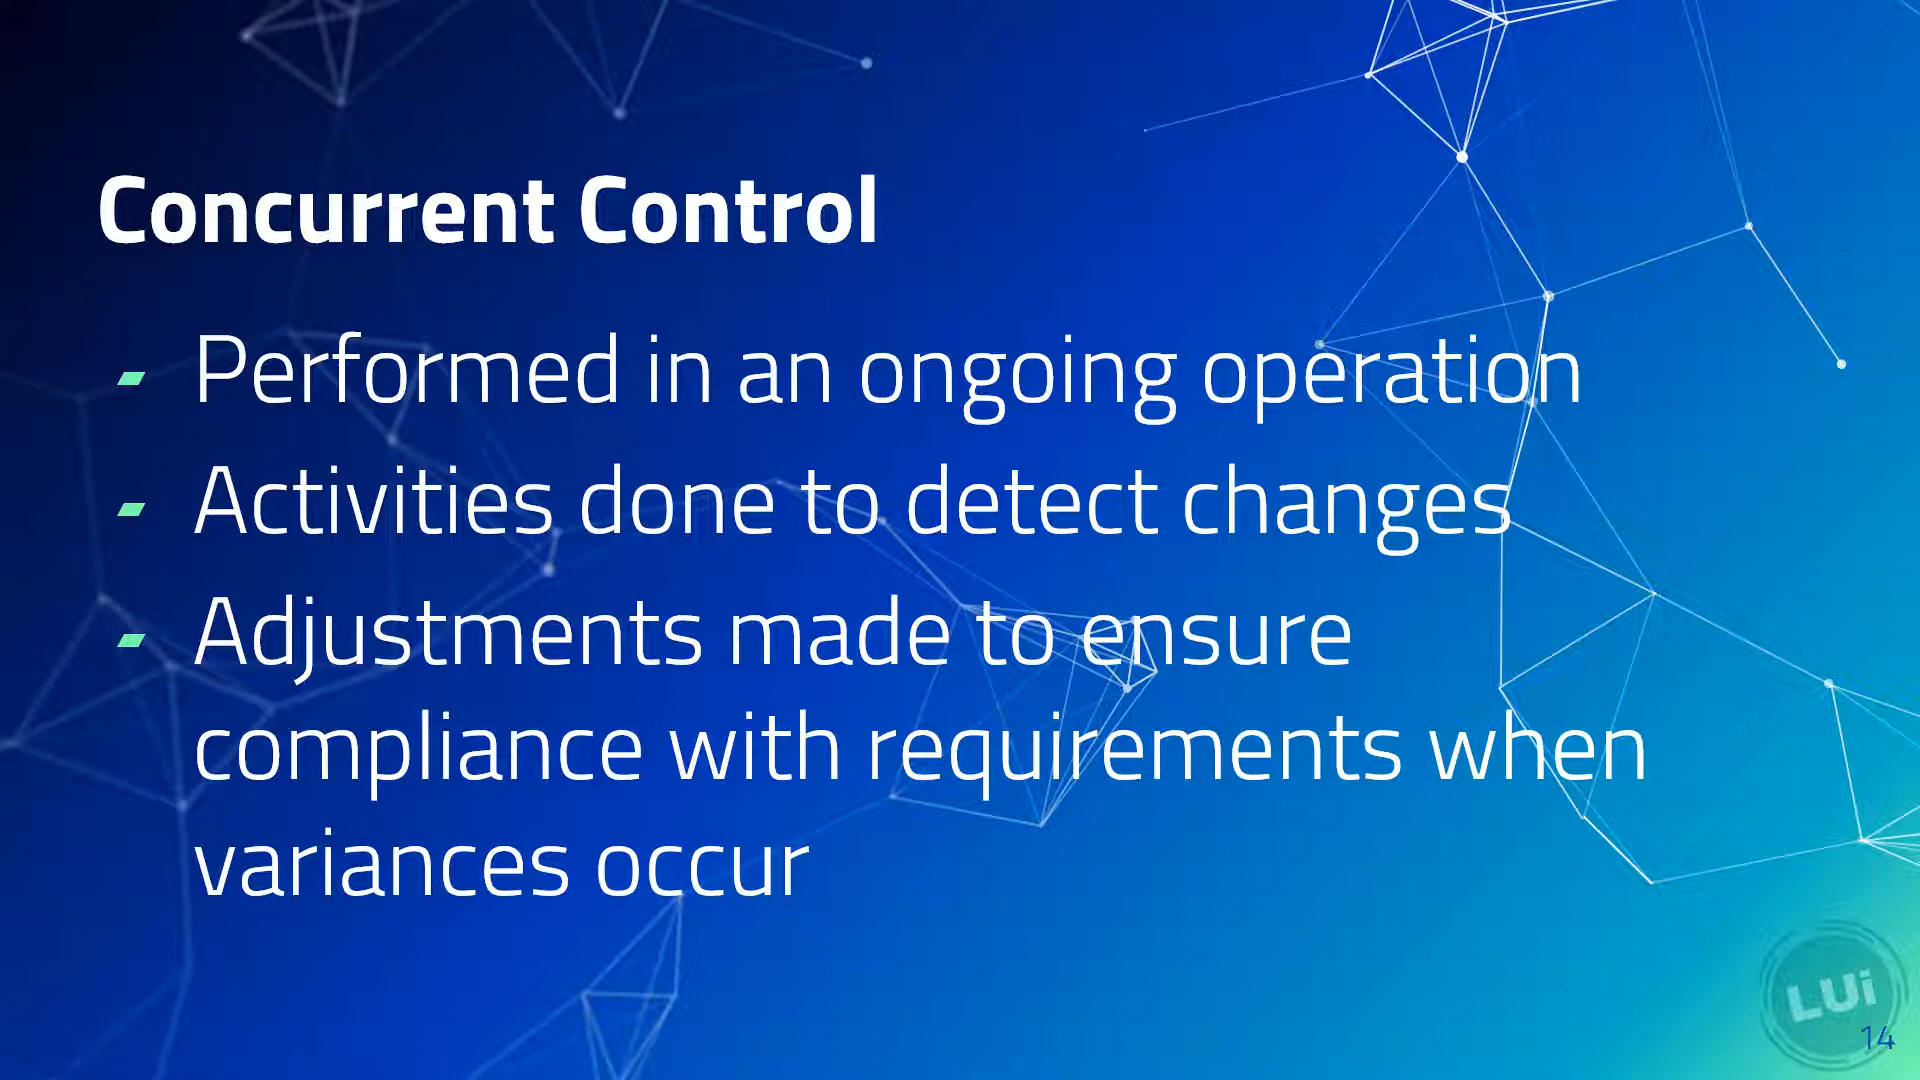 Concurrent Control
- Performed in an ongoing operation
- Activities done to detect changes
- Adjustments made to ensure
compliance with requirements when
variances occur
LUi
14